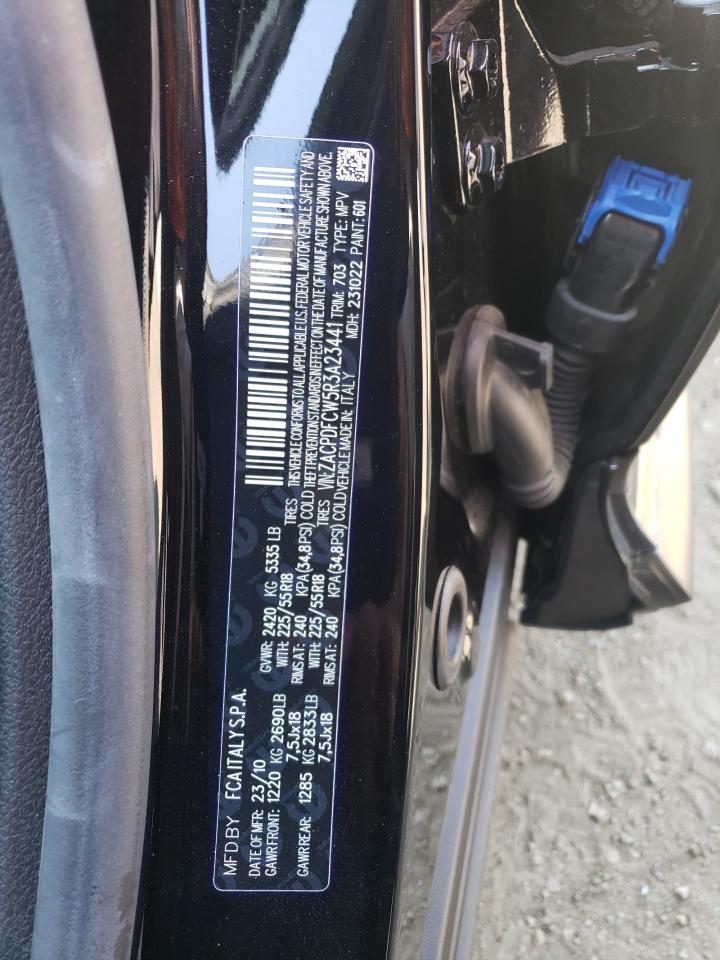 MFD BY FCA ITALY S.P.A.
DATE OF MFR: 23/10 GVWR: 2420 KG 5335 LB
GAWR FRONT: 1220 KG 2690LB WITH: 225/55R18 TIRES
7,5Jx18 RIMS AT: 240 KPA (34,8PSI) COLD
GAWR REAR: 1285 KG 2833LB WITH: 225/55R18 TIRES
7,5Jx18 RIMS AT: 240 KPA (34,8PSI) COLD
THIS VEHICLE CONFORMS TO ALL APPLICABLE U.S. FEDERAL MOTOR VEHICLE SAFETY AND
THEFT PREVENTION STANDARDS IN EFFECT ON THE DATE OF MANUFACTURE SHOWN ABOVE.
VIN: ZACPDFCW5R3A23441 TRIM: 703 TYPE: MPV
VEHICLE MADE IN: ITALY MDH: 231022 PAINT: 601